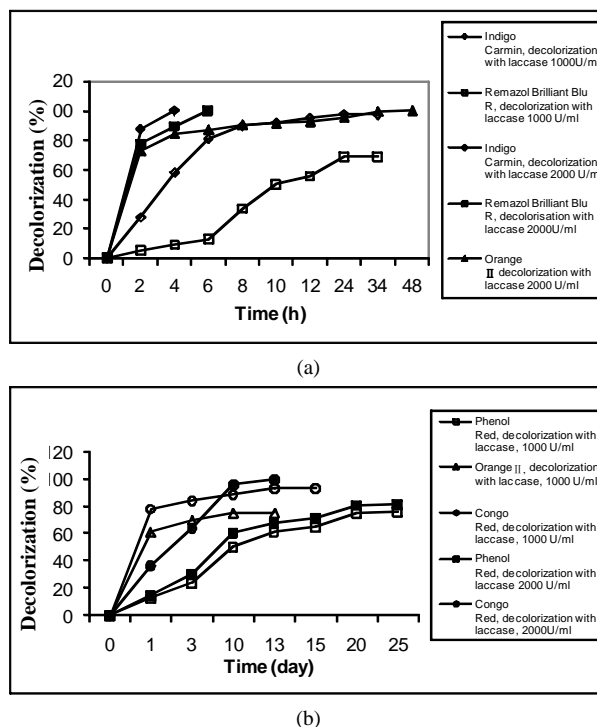 Indigo
Carmin, decolorization
with laccase 1000U/ml
Remazol Brilliant Blu
R, decolorization with
laccase 1000 U/ml
Indigo
Carmin, decolorization
with laccase 2000 U/ml
Remazol Brilliant Blu
R, decolorisation with
laccase 2000U/ml
Orange
II decolorization with
laccase 2000 U/ml
Decolorization (%)
20
00
80
60
40
20
0
0 2 4 6 8 10 12 24 34 48
Time (h)
(a)
Phenol
Red, decolorization with
laccase, 1000 U/ml
Orange II, decolorization
with laccase, 1000 U/ml
Congo
Red, decolorization with
laccase, 1000 U/ml
Phenol
Red, decolorization with
laccase 2000 U/ml
Congo
Red, decolorization with
laccase, 2000U/ml
Decolorization (%)
120
100
80
60
40
20
0
0 1 3 10 13 15 20 25
Time (day)
(b)